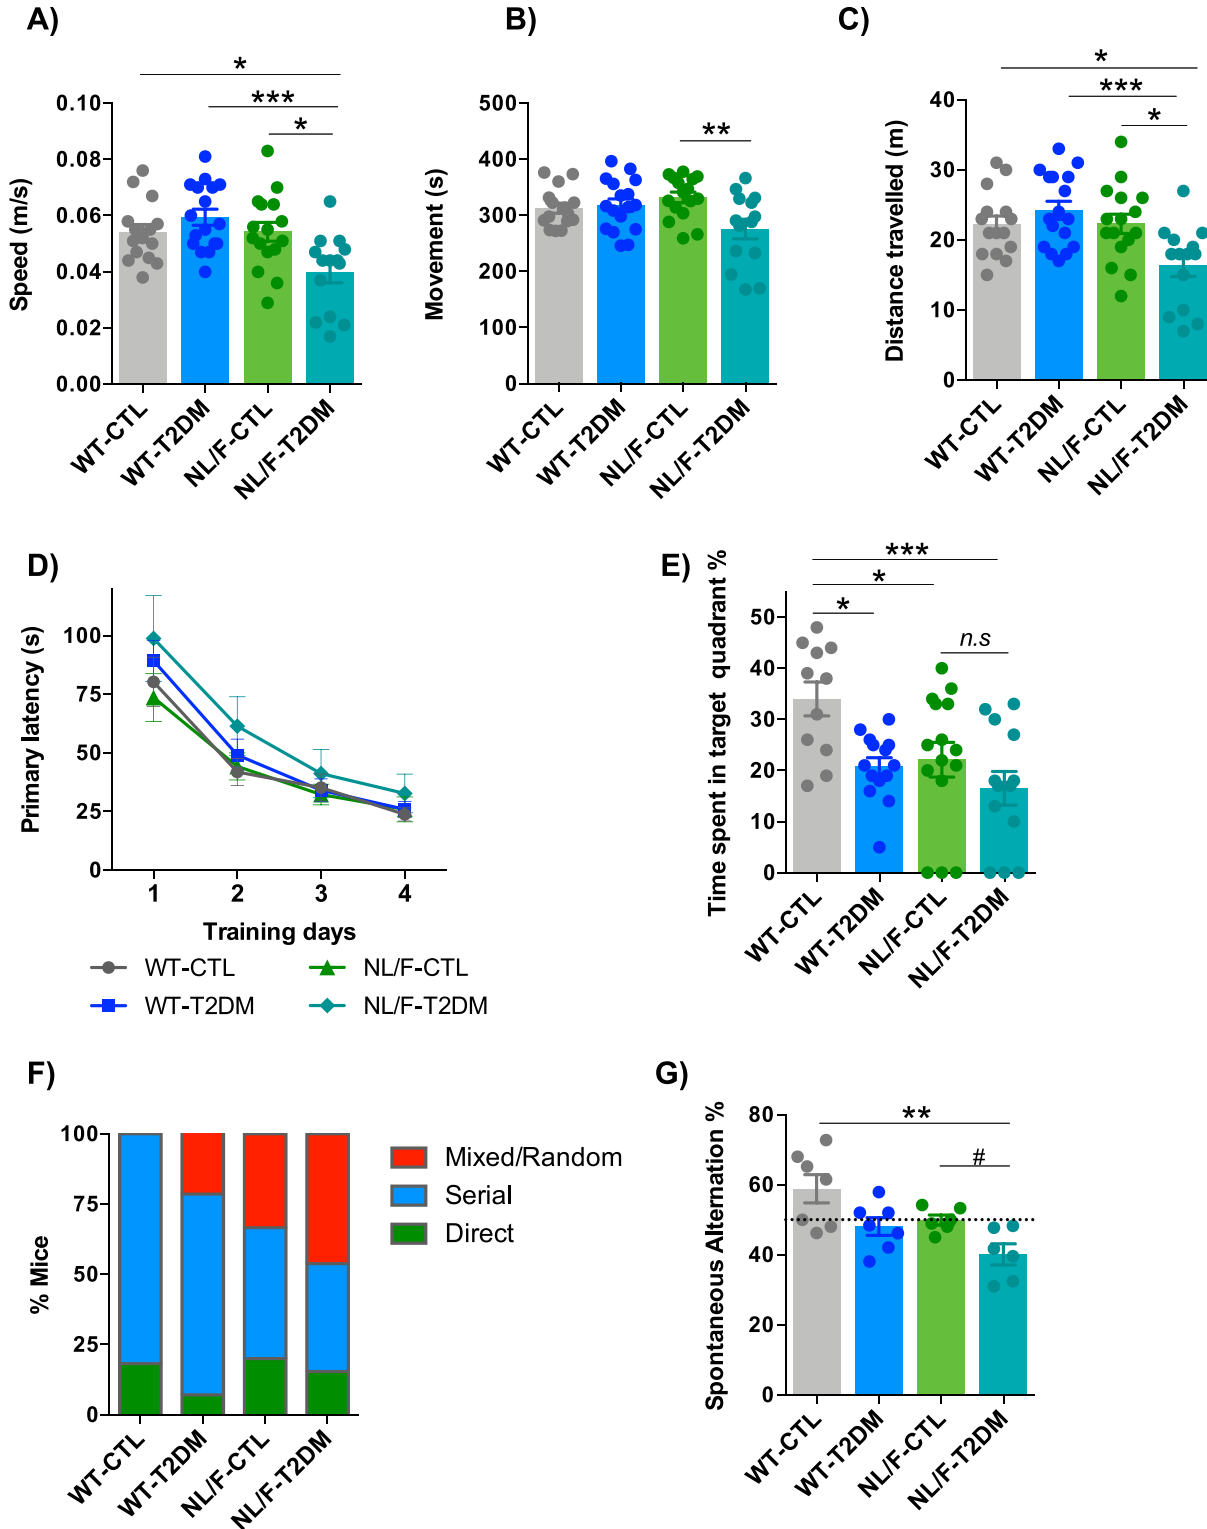 A)
B)
C)
*
***
*
Speed (m/s)
0.10
0.08
0.06
0.04
0.02
0.00
WT-CTL
WT-T2DM
NL/F-CTL
NL/F-T2DM
**
Movement (s)
500
400
300
200
100
0
WT-CTL
WT-T2DM
NL/F-CTL
NL/F-T2DM
*
***
*
Distance travelled (m)
40
30
20
10
0
WT-CTL
WT-T2DM
NL/F-CTL
NL/F-T2DM
D)
Primary latency (s)
100
75
50
25
0
1 2 3 4
Training days
WT-CTL
NL/F-CTL
WT-T2DM
NL/F-T2DM
E)
***
*
*
n.s
Time spent in target quadrant %
50
40
30
20
10
0
WT-CTL
WT-T2DM
NL/F-CTL
NL/F-T2DM
F)
% Mice
100
75
50
25
0
WT-CTL
WT-T2DM
NL/F-CTL
NL/F-T2DM
Mixed/Random
Serial
Direct
G)
**
#
Spontaneous Alternation %
80
60
40
20
0
WT-CTL
WT-T2DM
NL/F-CTL
NL/F-T2DM